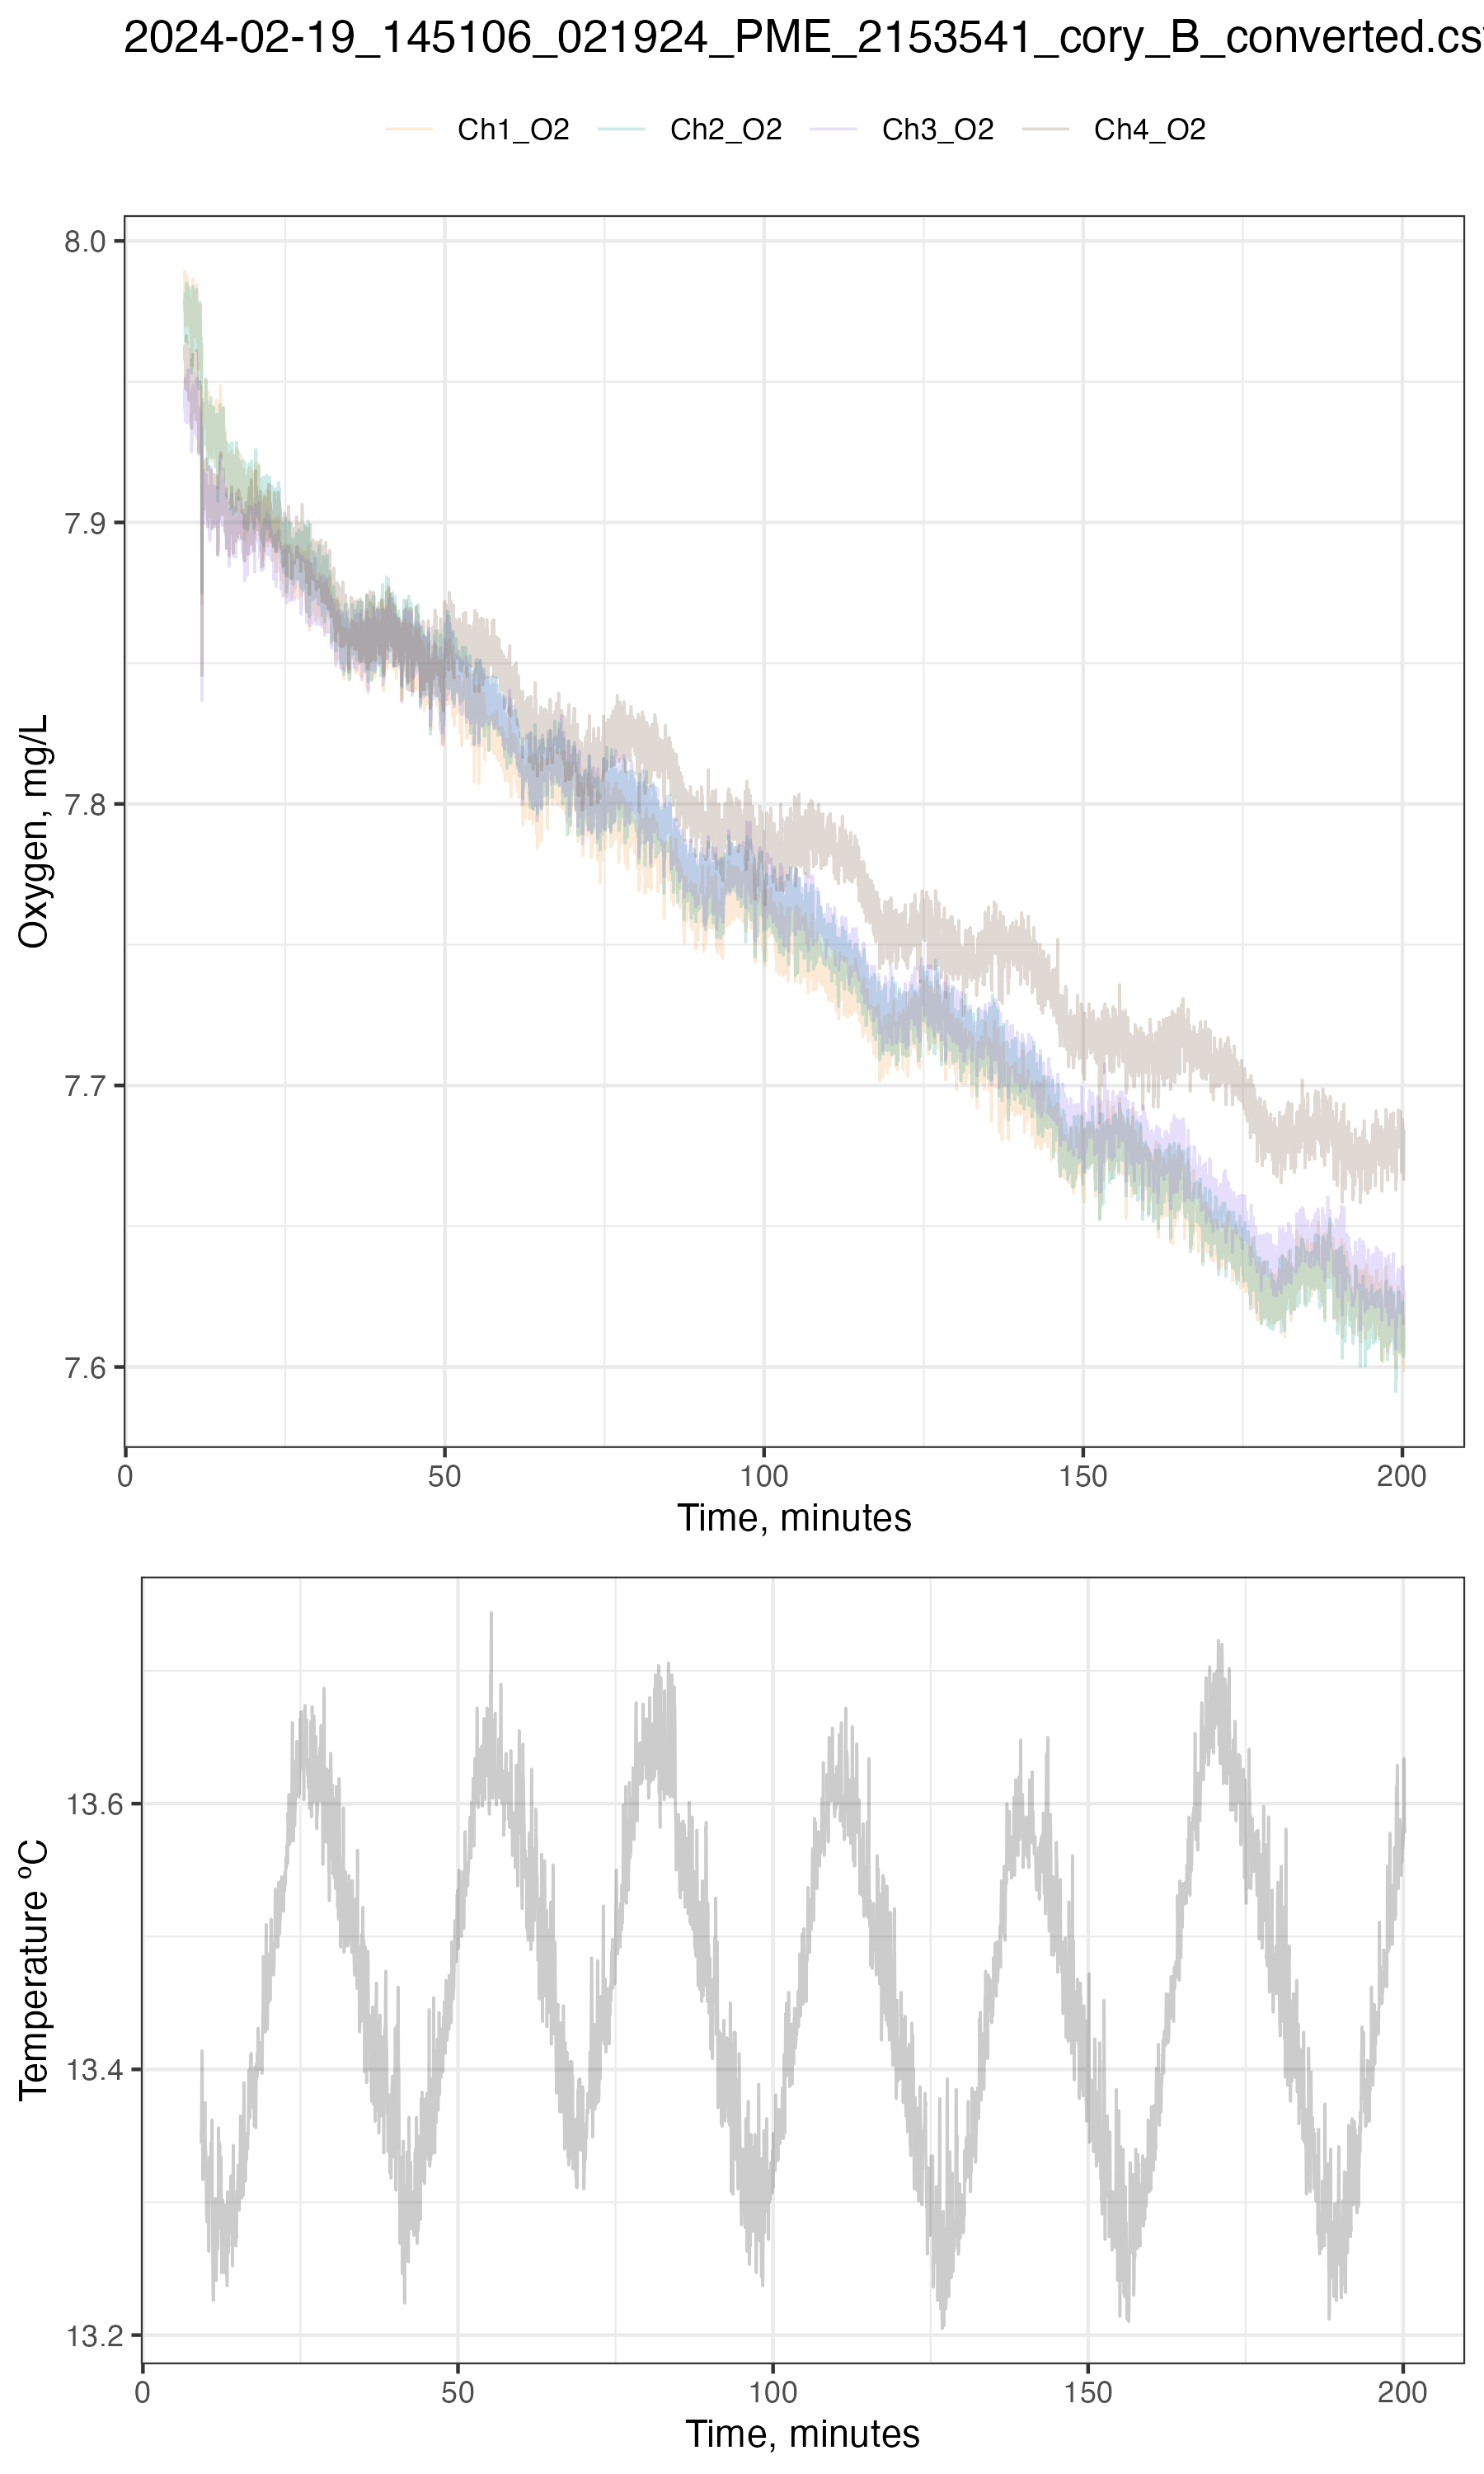 2024-02-19_145106_021924_PME_2153541_cory_B_converted.cs
Ch1_O2 Ch2_O2 Ch3_O2 Ch4_O2
8.0
7.9
7.8
7.7
7.6
Oxygen, mg/L
0 50 100 150 200
Time, minutes
13.6
13.4
13.2
Temperature ºC
0 50 100 150 200
Time, minutes